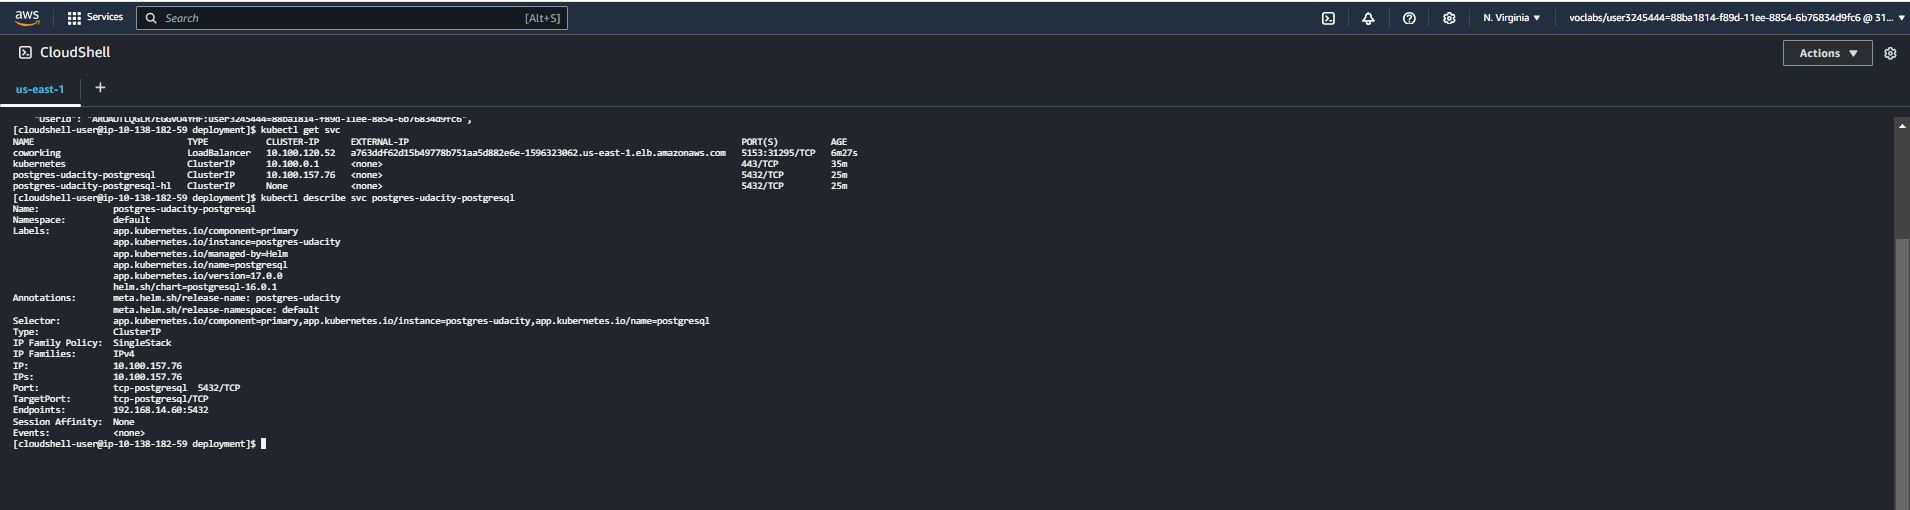 aws Services Search [Alt+S] N. Virginia voclabs/user3245444=88ba1814-f89d-11ee-8854-6b76834d9fc6 @ 31...
CloudShell Actions
us-east-1 +
[cloudshell-user@ip-10-138-182-59 deployment]$ kubectl get svc
NAME TYPE CLUSTER-IP EXTERNAL-IP PORT(S) AGE
coworking LoadBalancer 10.100.120.52 a763ddf62d15b49778b751aa5d882e6e-1596323062.us-east-1.elb.amazonaws.com 5153:31295/TCP 6m27s
kubernetes ClusterIP 10.100.0.1 <none> 443/TCP 35m
postgres-udacity-postgresql ClusterIP 10.100.157.76 <none> 5432/TCP 25m
postgres-udacity-postgresql-hl ClusterIP None <none> 5432/TCP 25m
[cloudshell-user@ip-10-138-182-59 deployment]$ kubectl describe svc postgres-udacity-postgresql
Name: postgres-udacity-postgresql
Namespace: default
Labels: app.kubernetes.io/component=primary
app.kubernetes.io/instance=postgres-udacity
app.kubernetes.io/managed-by=Helm
app.kubernetes.io/name=postgresql
app.kubernetes.io/version=17.0.0
helm.sh/chart=postgresql-16.0.1
Annotations: meta.helm.sh/release-name: postgres-udacity
meta.helm.sh/release-namespace: default
Selector: app.kubernetes.io/component=primary,app.kubernetes.io/instance=postgres-udacity,app.kubernetes.io/name=postgresql
Type: ClusterIP
IP Family Policy: SingleStack
IP Families: IPv4
IP: 10.100.157.76
IPs: 10.100.157.76
Port: tcp-postgresql 5432/TCP
TargetPort: tcp-postgresql/TCP
Endpoints: 192.168.14.60:5432
Session Affinity: None
Events: <none>
[cloudshell-user@ip-10-138-182-59 deployment]$